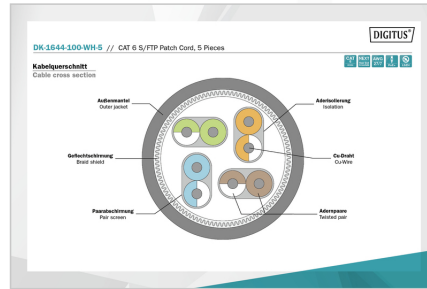 DIGITUS®
DK-1644-100-WH-5 // CAT 6 S/FTP Patch Cord, 5 Pieces
Kabelquerschnitt
Cable cross section
Außenmantel
Outer jacket
Aderisolierung
Isolation
Geflechtschirmung
Braid shield
Cu-Draht
Cu-Wire
Paarabschirmung
Pair screen
Adernpaare
Twisted pair